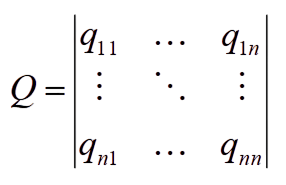 Q = | q₁₁ ⋯ q₁ₙ |
| ⋮ ⋱ ⋮ |
| qₙ₁ ⋯ qₙₙ |